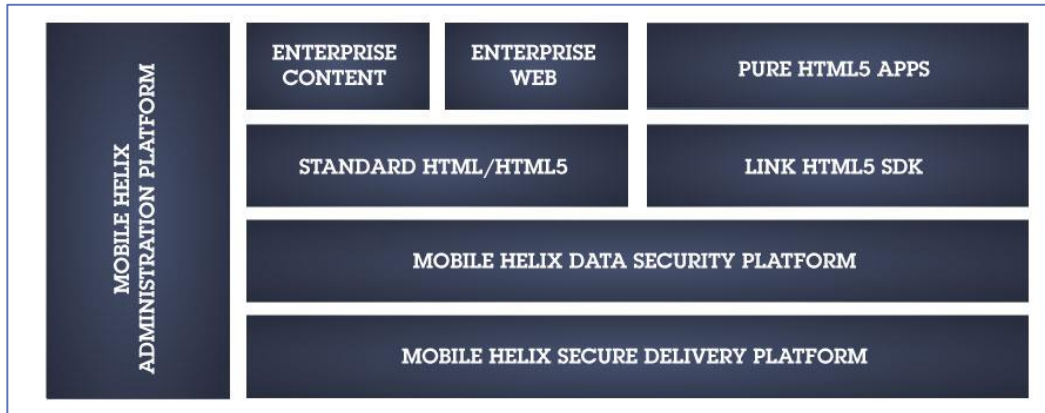 MOBILE HELIX
ADMINISTRATION PLATFORM
ENTERPRISE
CONTENT
ENTERPRISE
WEB
PURE HTML5 APPS
STANDARD HTML/HTML5
LINK HTML5 SDK
MOBILE HELIX DATA SECURITY PLATFORM
MOBILE HELIX SECURE DELIVERY PLATFORM